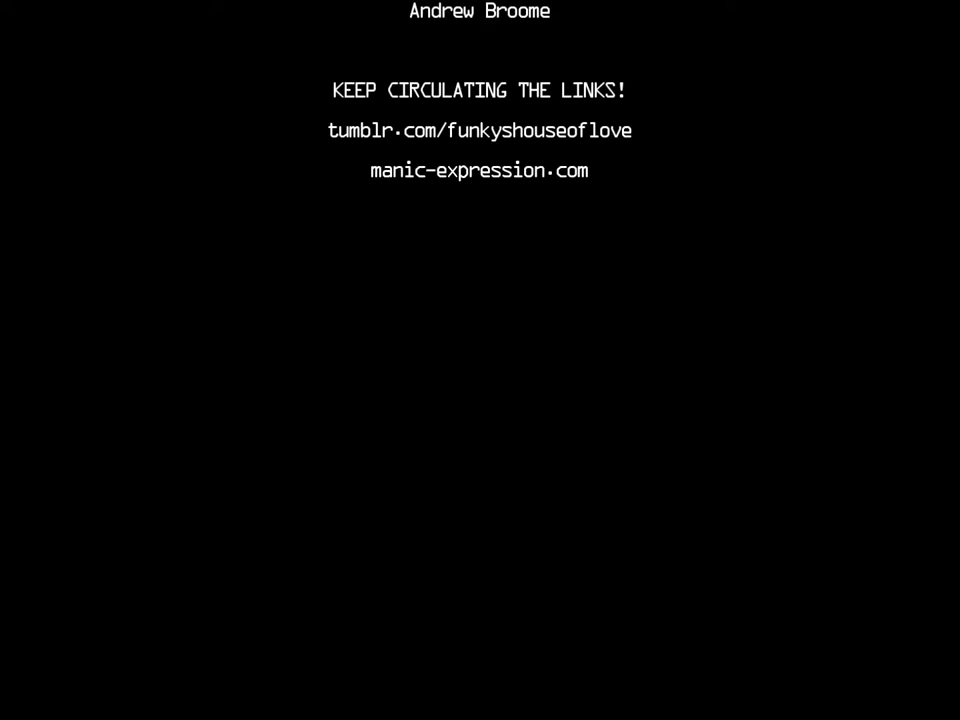 Andrew Broome
KEEP CIRCULATING THE LINKS!
tumblr.com/funkyshouseoflove
manic-expression.com